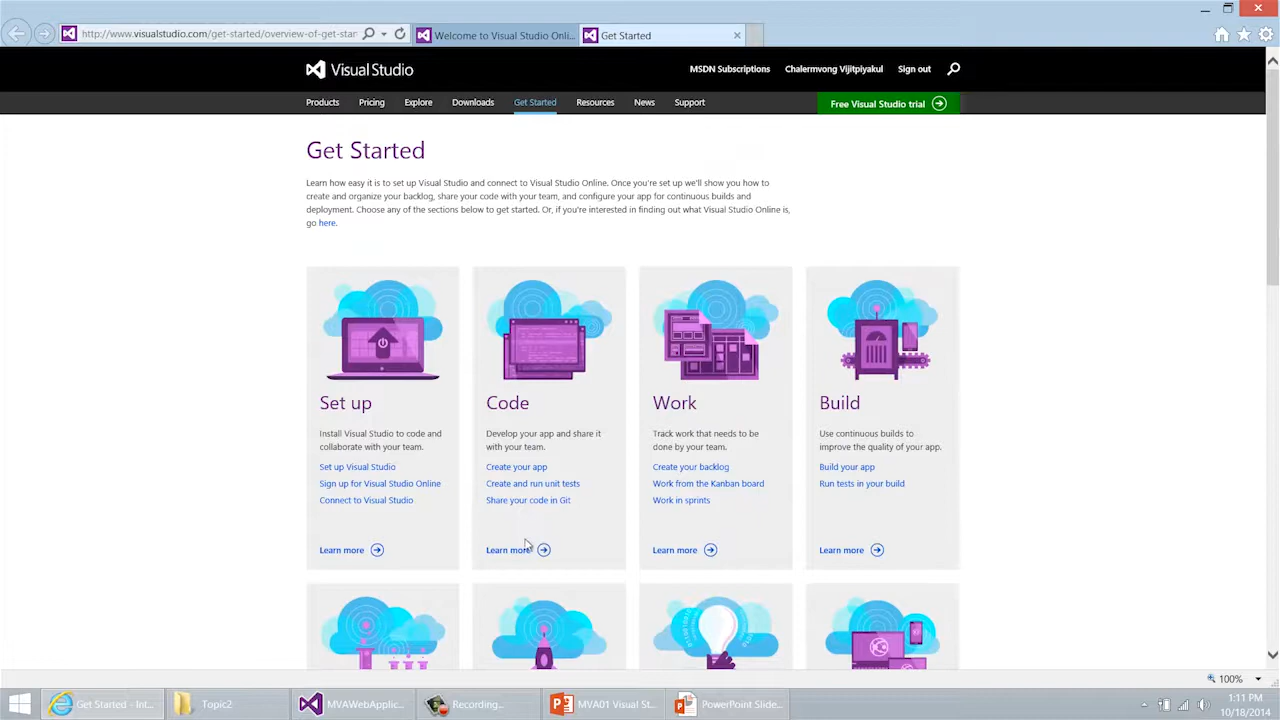 http://www.visualstudio.com/get-started/overview-of-get-star
Welcome to Visual Studio Onli...
Get Started
Visual Studio
MSDN Subscriptions
Chalermvong Vijitpiyakul
Sign out
Products
Pricing
Explore
Downloads
Get Started
Resources
News
Support
Free Visual Studio trial
Get Started
Learn how easy it is to set up Visual Studio and connect to Visual Studio Online. Once you're set up we'll show you how to
create and organize your backlog, share your code with your team, and configure your app for continuous builds and
deployment. Choose any of the sections below to get started. Or, if you're interested in finding out what Visual Studio Online is,
go here.
Set up
Install Visual Studio to code and
collaborate with your team.
Set up Visual Studio
Sign up for Visual Studio Online
Connect to Visual Studio
Learn more
Code
Develop your app and share it
with your team.
Create your app
Create and run unit tests
Share your code in Git
Learn more
Work
Track work that needs to be
done by your team.
Create your backlog
Work from the Kanban board
Work in sprints
Learn more
Build
Use continuous builds to
improve the quality of your app.
Build your app
Run tests in your build
Learn more
100%
Get Started - Int...
Topic2
MVAWebApplic...
Recording...
MVA01 Visual St...
PowerPoint Slide...
1:11 PM
10/18/2014